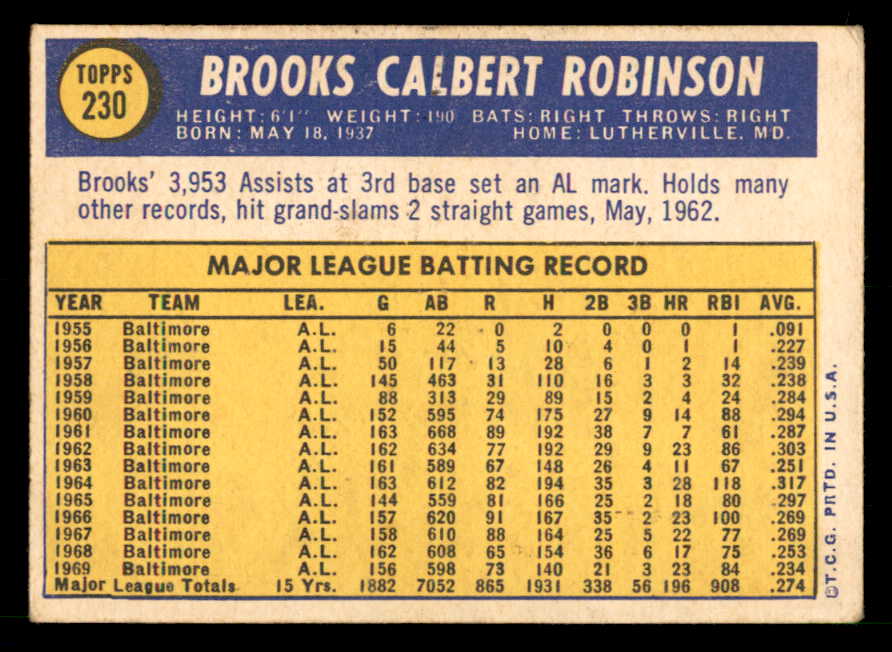 TOPPS
230
BROOKS CALBERT ROBINSON
HEIGHT: 6'1" WEIGHT: 190 BATS: RIGHT THROWS: RIGHT
BORN: MAY 18, 1937 HOME: LUTHERVILLE, MD.
Brooks' 3,953 Assists at 3rd base set an AL mark. Holds many
other records, hit grand-slams 2 straight games, May, 1962.
MAJOR LEAGUE BATTING RECORD
YEAR TEAM LEA. G AB R H 2B 3B HR RBI AVG.
1955 Baltimore A.L. 6 22 0 2 0 0 0 1 .091
1956 Baltimore A.L. 15 44 5 10 4 0 1 1 .227
1957 Baltimore A.L. 50 117 13 28 6 1 2 14 .239
1958 Baltimore A.L. 145 463 31 110 16 3 3 32 .238
1959 Baltimore A.L. 88 313 29 89 15 2 4 24 .284
1960 Baltimore A.L. 152 595 74 175 27 9 14 88 .294
1961 Baltimore A.L. 163 668 89 192 38 7 7 61 .287
1962 Baltimore A.L. 162 634 77 192 29 9 23 86 .303
1963 Baltimore A.L. 161 589 67 148 26 4 11 67 .251
1964 Baltimore A.L. 163 612 82 194 35 3 28 118 .317
1965 Baltimore A.L. 144 559 81 166 25 2 18 80 .297
1966 Baltimore A.L. 157 620 91 167 35 2 23 100 .269
1967 Baltimore A.L. 158 610 88 164 25 5 22 77 .269
1968 Baltimore A.L. 162 608 65 154 36 6 17 75 .253
1969 Baltimore A.L. 156 598 73 140 21 3 23 84 .234
Major League Totals 15 Yrs. 1882 7052 865 1931 338 56 196 908 .274
©T.C.G. PRTD. IN U.S.A.